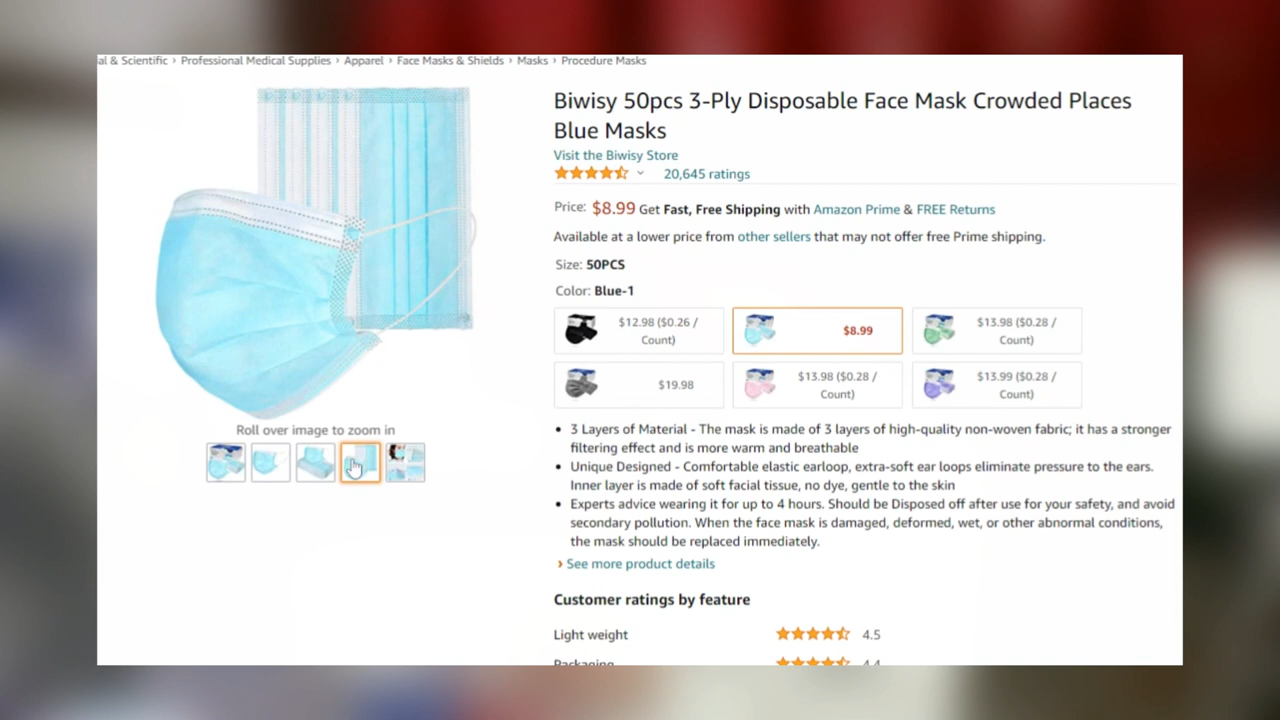 al & Scientific › Professional Medical Supplies › Apparel › Face Masks & Shields › Masks › Procedure Masks
Biwisy 50pcs 3-Ply Disposable Face Mask Crowded Places
Blue Masks
Visit the Biwisy Store
20,645 ratings
Price: $8.99 Get Fast, Free Shipping with Amazon Prime & FREE Returns
Available at a lower price from other sellers that may not offer free Prime shipping.
Size: 50PCS
Color: Blue-1
$12.98 ($0.26 /
Count)
$8.99
$13.98 ($0.28 /
Count)
$19.98
$13.98 ($0.28 /
Count)
$13.99 ($0.28 /
Count)
• 3 Layers of Material - The mask is made of 3 layers of high-quality non-woven fabric; it has a stronger
filtering effect and is more warm and breathable
• Unique Designed - Comfortable elastic earloop, extra-soft ear loops eliminate pressure to the ears.
Inner layer is made of soft facial tissue, no dye, gentle to the skin
• Experts advice wearing it for up to 4 hours. Should be Disposed off after use for your safety, and avoid
secondary pollution. When the face mask is damaged, deformed, wet, or other abnormal conditions,
the mask should be replaced immediately.
› See more product details
Roll over image to zoom in
Customer ratings by feature
Light weight 4.5
Packaging 4.4